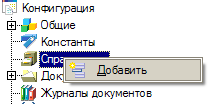 Конфигурация
Общие
Константы
Добавить
Журналы документов